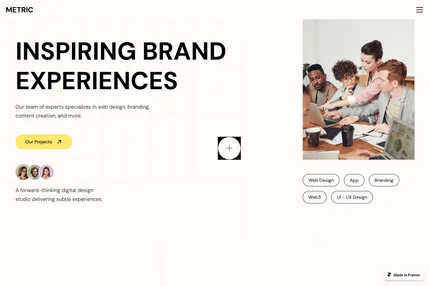 METRIC
INSPIRING BRAND
EXPERIENCES
Our team of experts specializes in web design, branding,
content creation, and more.
Our Projects
A forward-thinking digital design
studio delivering subtle experiences.
Web Design
App
Branding
Web3
UI - UX Design
Made in Framer